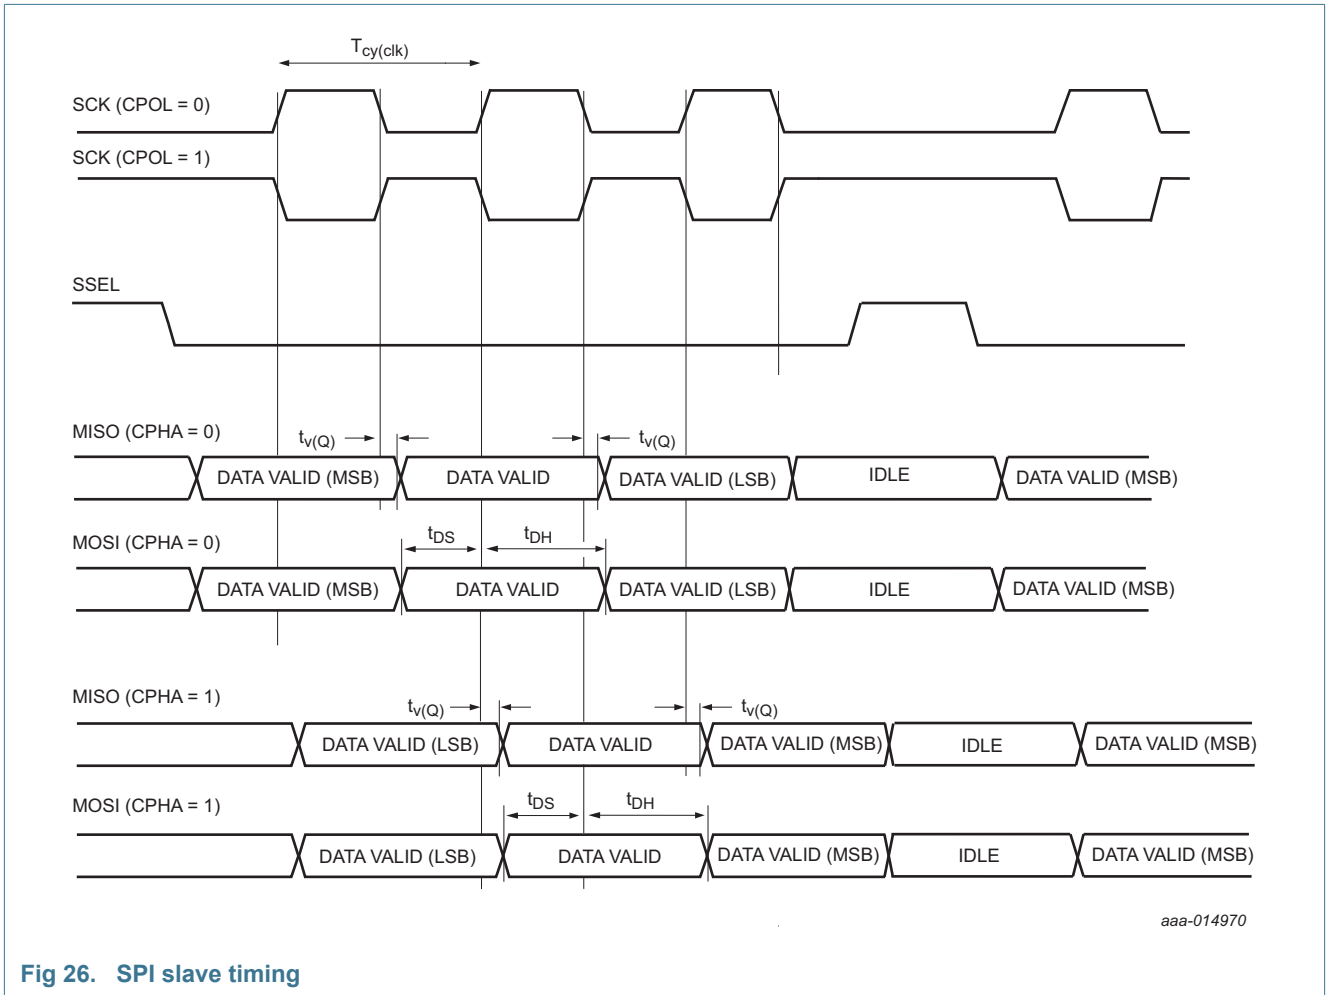 Tcy(clk)
SCK (CPOL = 0)
SCK (CPOL = 1)
SSEL
MISO (CPHA = 0)
tv(Q) tv(Q)
DATA VALID (MSB) DATA VALID DATA VALID (LSB) IDLE DATA VALID (MSB)
MOSI (CPHA = 0)
tDS tDH
DATA VALID (MSB) DATA VALID DATA VALID (LSB) IDLE DATA VALID (MSB)
MISO (CPHA = 1)
tv(Q) tv(Q)
DATA VALID (LSB) DATA VALID DATA VALID (MSB) IDLE DATA VALID (MSB)
MOSI (CPHA = 1)
tDS tDH
DATA VALID (LSB) DATA VALID DATA VALID (MSB) IDLE DATA VALID (MSB)
aaa-014970
Fig 26. SPI slave timing